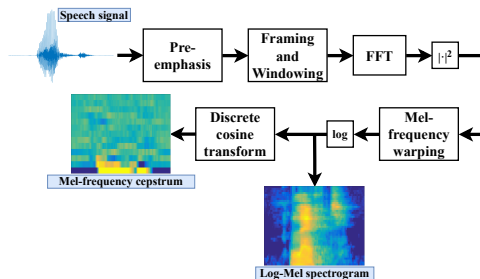 Speech signal
Pre-
emphasis
Framing
and
Windowing
FFT
|·|²
Mel-
frequency
warping
log
Discrete
cosine
transform
Mel-frequency cepstrum
Log-Mel spectrogram